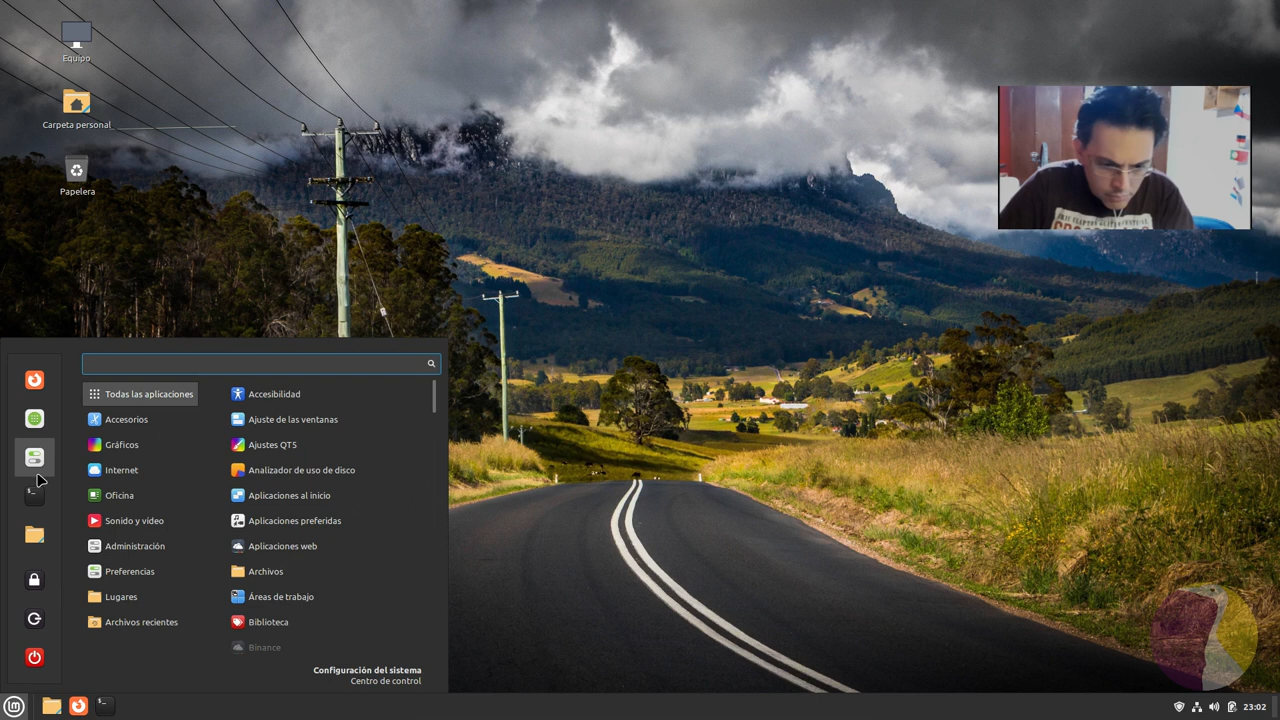 Equipo
Carpeta personal
Papelera
Todas las aplicaciones
Accesorios
Gráficos
Internet
Oficina
Sonido y vídeo
Administración
Preferencias
Lugares
Archivos recientes
Accesibilidad
Ajuste de las ventanas
Ajustes QT5
Analizador de uso de disco
Aplicaciones al inicio
Aplicaciones preferidas
Aplicaciones web
Archivos
Áreas de trabajo
Biblioteca
Binance
Configuración del sistema
Centro de control
23:02